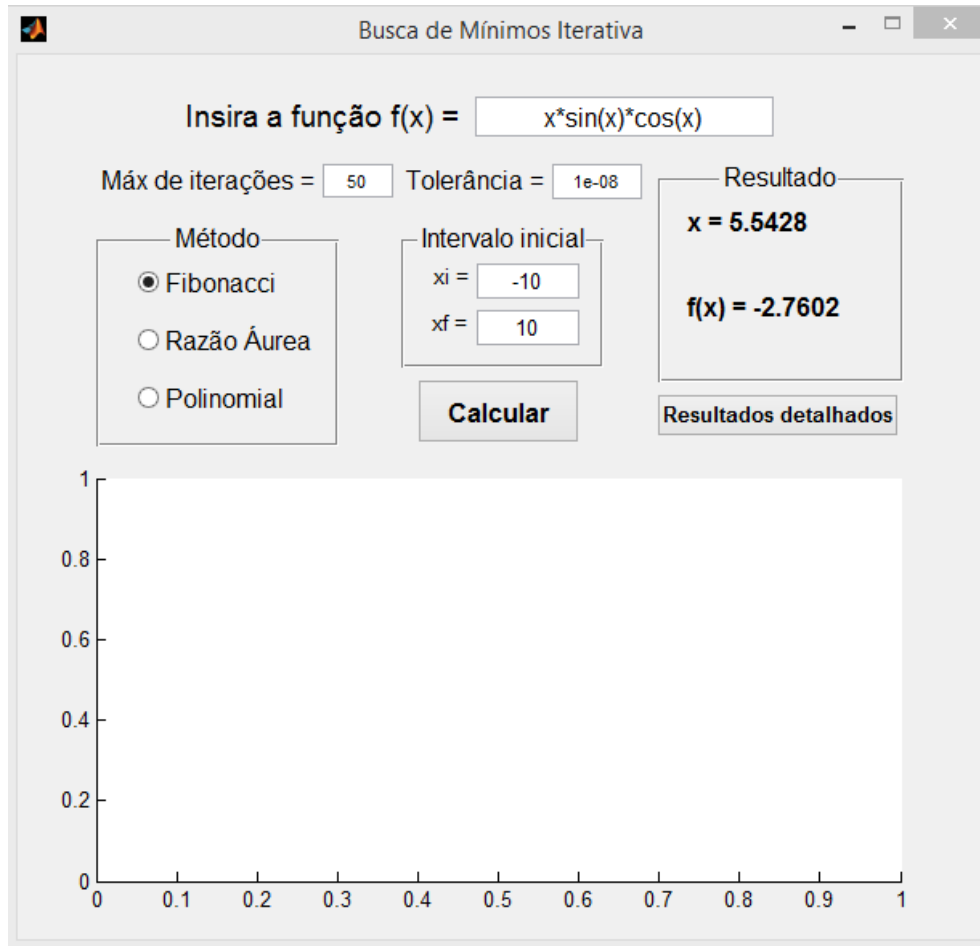 Busca de Mínimos Iterativa
Insira a função f(x) = x*sin(x)*cos(x)
Máx de iterações = 50 Tolerância = 1e-08
Resultado
x = 5.5428
f(x) = -2.7602
Método
Fibonacci
Razão Áurea
Polinomial
Intervalo inicial
xi = -10
xf = 10
Calcular
Resultados detalhados
1
0.8
0.6
0.4
0.2
0
0 0.1 0.2 0.3 0.4 0.5 0.6 0.7 0.8 0.9 1